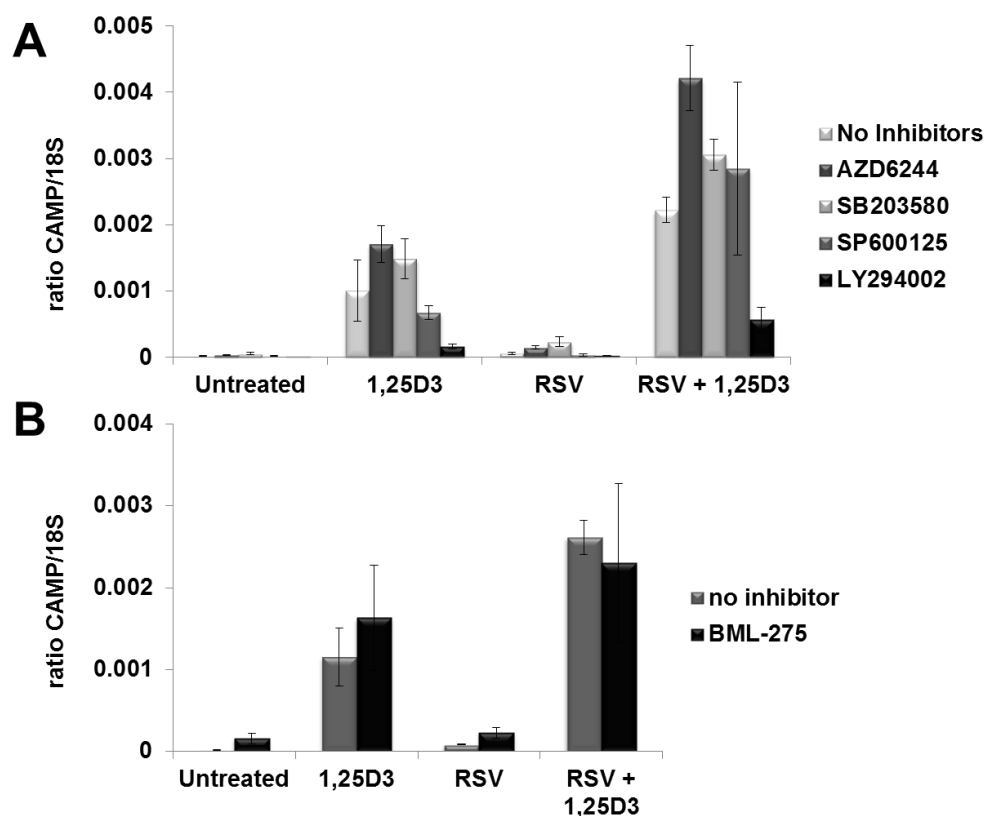 A
ratio CAMP/18S
0.005
0.004
0.003
0.002
0.001
0
Untreated
1,25D3
RSV
RSV + 1,25D3
No Inhibitors
AZD6244
SB203580
SP600125
LY294002
B
ratio CAMP/18S
0.004
0.003
0.002
0.001
0
Untreated
1,25D3
RSV
RSV +
1,25D3
no inhibitor
BML-275